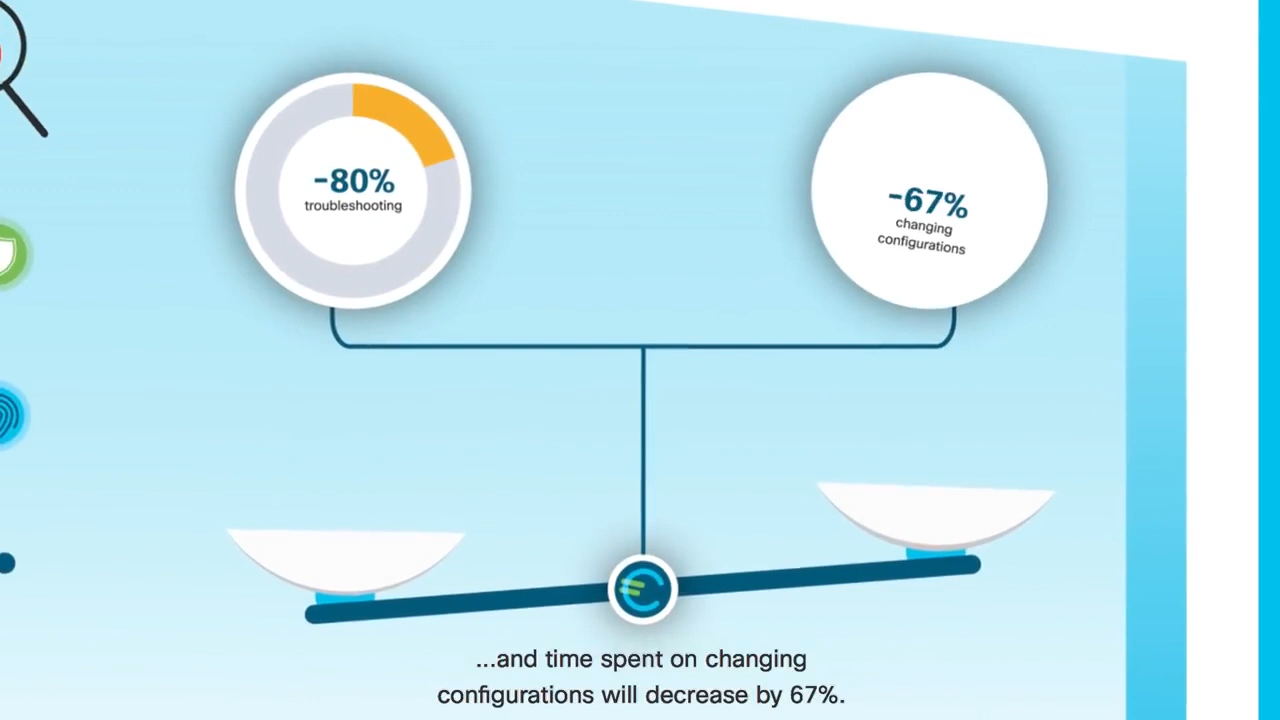 -80%
troubleshooting
-67%
changing
configurations
...and time spent on changing
configurations will decrease by 67%.